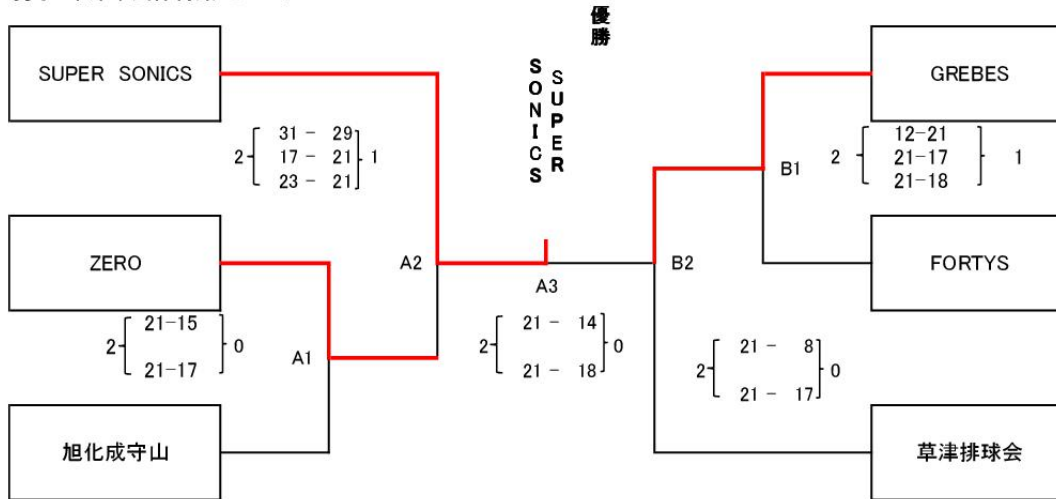 優勝
SUPER SONICS
SUPER SONICS
GREBES
2 31 - 29 1
17 - 21
23 - 21
2 12-21 1
21-17
21-18
B1
ZERO
A2
B2
FORTYS
A3
2 21-15 0
21-17
A1
2 21 - 14 0
21 - 18
2 21 - 8 0
21 - 17
旭化成守山
草津排球会